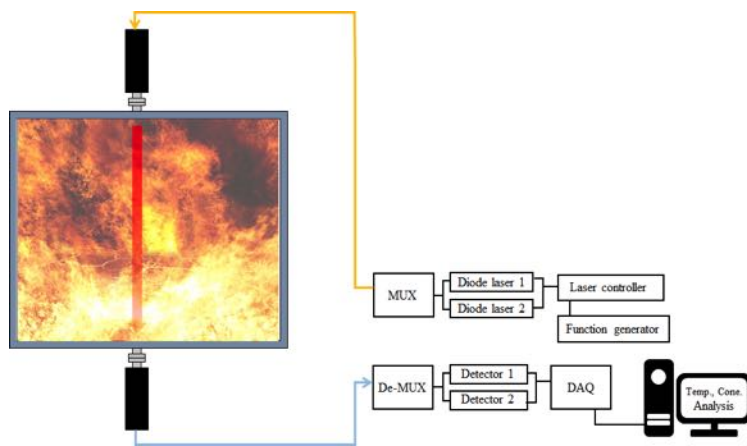 MUX
Diode laser 1
Diode laser 2
Laser controller
Function generator
De-MUX
Detector 1
Detector 2
DAQ
Temp., Conc.
Analysis